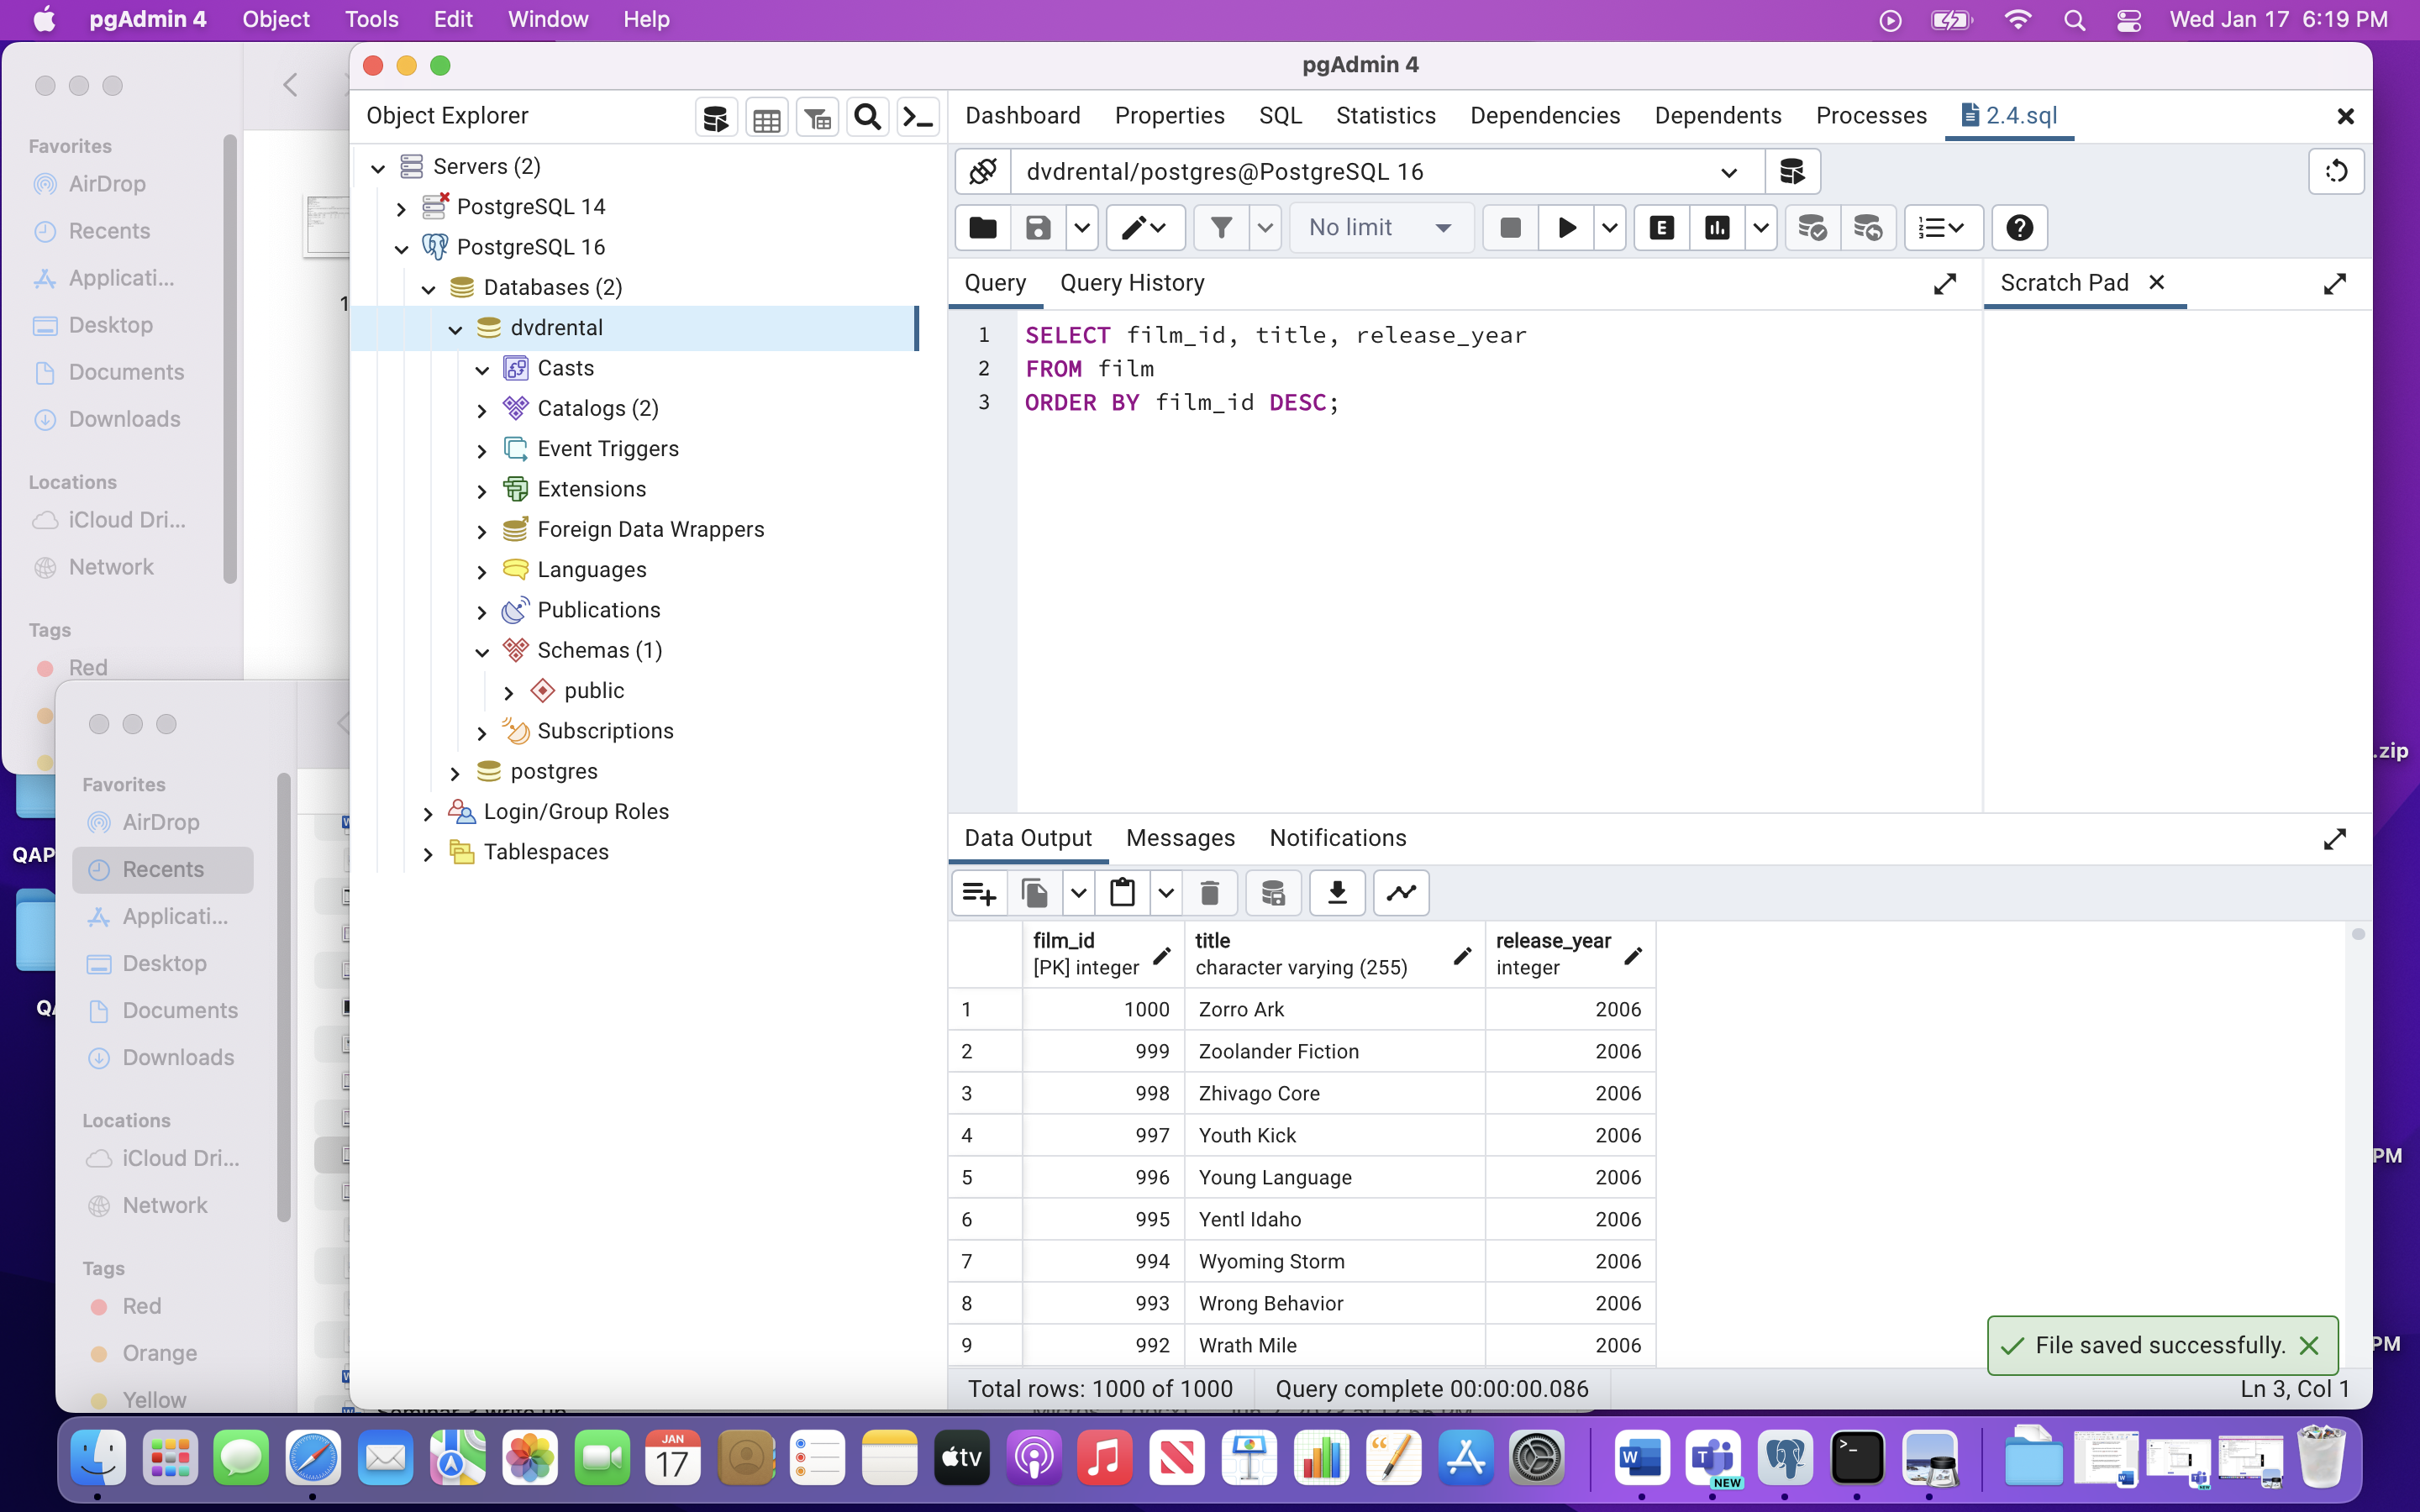 pgAdmin 4 Object Tools Edit Window Help Wed Jan 17 6:19 PM
pgAdmin 4
Favorites
AirDrop
Recents
Applicati...
Desktop
Documents
Downloads
Locations
iCloud Dri...
Network
Tags
Red
1
Favorites
AirDrop
Recents
Applicati...
Desktop
Documents
Downloads
Locations
iCloud Dri...
Network
Tags
Red
Orange
Yellow
QAP
QA
Object Explorer
Servers (2)
PostgreSQL 14
PostgreSQL 16
Databases (2)
dvdrental
Casts
Catalogs (2)
Event Triggers
Extensions
Foreign Data Wrappers
Languages
Publications
Schemas (1)
public
Subscriptions
postgres
Login/Group Roles
Tablespaces
Dashboard Properties SQL Statistics Dependencies Dependents Processes 2.4.sql
dvdrental/postgres@PostgreSQL 16
No limit E
Query Query History Scratch Pad
1 SELECT film_id, title, release_year
2 FROM film
3 ORDER BY film_id DESC;
Data Output Messages Notifications
film_id title release_year
[PK] integer character varying (255) integer
1 1000 Zorro Ark 2006
2 999 Zoolander Fiction 2006
3 998 Zhivago Core 2006
4 997 Youth Kick 2006
5 996 Young Language 2006
6 995 Yentl Idaho 2006
7 994 Wyoming Storm 2006
8 993 Wrong Behavior 2006
9 992 Wrath Mile 2006
File saved successfully.
Total rows: 1000 of 1000 Query complete 00:00:00.086 Ln 3, Col 1
.zip
PM
PM
JAN
17
tv
NEW